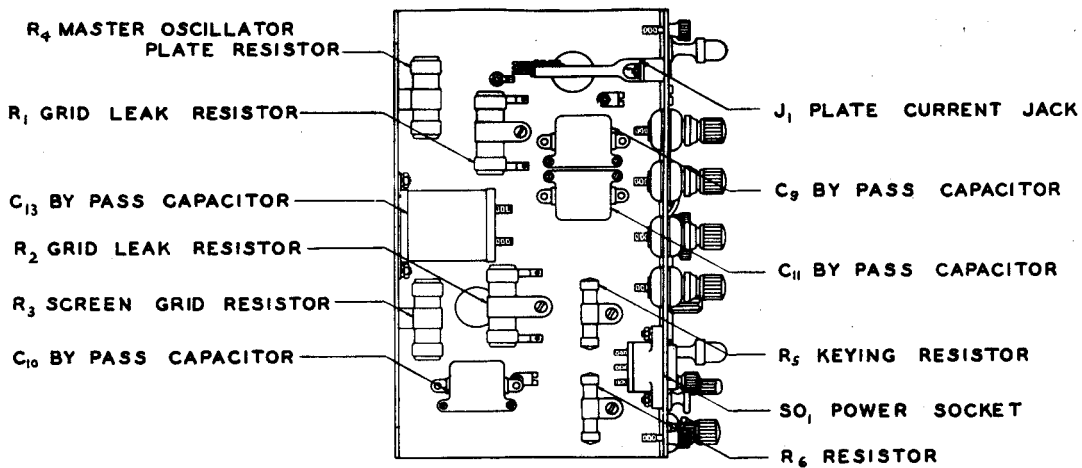 R4 MASTER OSCILLATOR
PLATE RESISTOR
R1 GRID LEAK RESISTOR
C13 BY PASS CAPACITOR
R2 GRID LEAK RESISTOR
R3 SCREEN GRID RESISTOR
C10 BY PASS CAPACITOR
J1 PLATE CURRENT JACK
C9 BY PASS CAPACITOR
C11 BY PASS CAPACITOR
R5 KEYING RESISTOR
SO1 POWER SOCKET
R6 RESISTOR